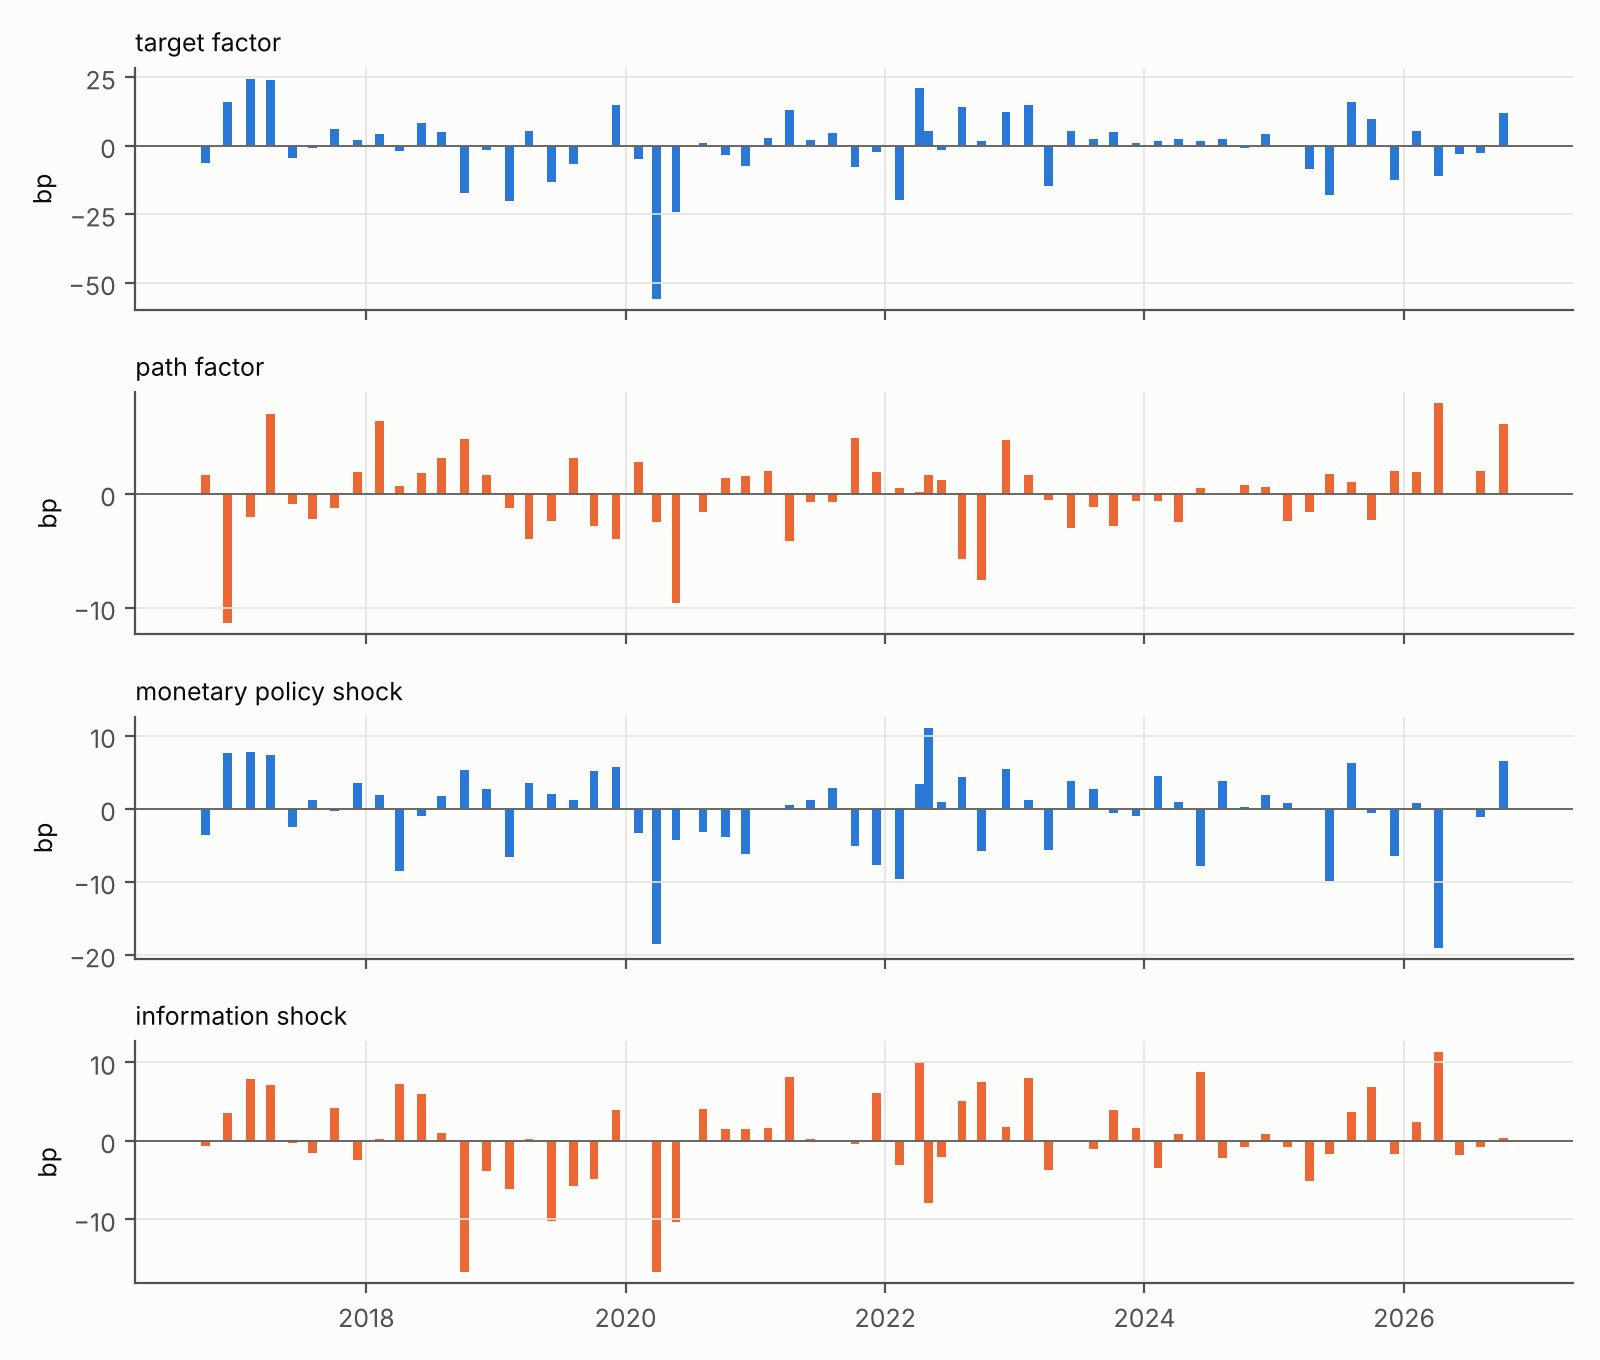 target factor
25
0
−25
−50
bp
path factor
0
−10
bp
monetary policy shock
10
0
−10
−20
bp
information shock
10
0
−10
bp
2018 2020 2022 2024 2026